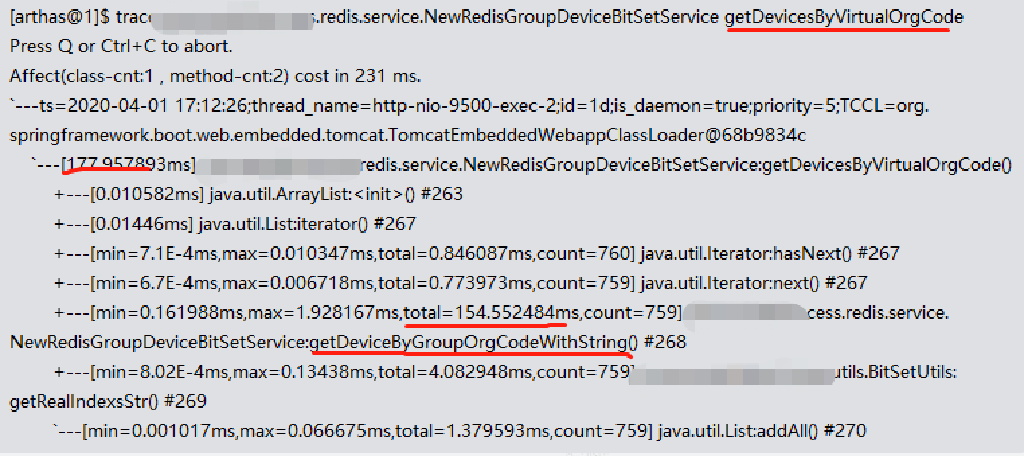 [arthas@1]$ trace s.redis.service.NewRedisGroupDeviceBitSetService getDevicesByVirtualOrgCode
Press Q or Ctrl+C to abort.
Affect(class-cnt:1 , method-cnt:2) cost in 231 ms.
`---ts=2020-04-01 17:12:26;thread_name=http-nio-9500-exec-2;id=1d;is_daemon=true;priority=5;TCCL=org.
springframework.boot.web.embedded.tomcat.TomcatEmbeddedWebappClassLoader@68b9834c
`---[177.957893ms] redis.service.NewRedisGroupDeviceBitSetService:getDevicesByVirtualOrgCode()
+---[0.010582ms] java.util.ArrayList:<init>() #263
+---[0.01446ms] java.util.List:iterator() #267
+---[min=7.1E-4ms,max=0.010347ms,total=0.846087ms,count=760] java.util.Iterator:hasNext() #267
+---[min=6.7E-4ms,max=0.006718ms,total=0.773973ms,count=759] java.util.Iterator:next() #267
+---[min=0.161988ms,max=1.928167ms,total=154.552484ms,count=759] cess.redis.service.
NewRedisGroupDeviceBitSetService:getDeviceByGroupOrgCodeWithString() #268
+---[min=8.02E-4ms,max=0.13438ms,total=4.082948ms,count=759] utils.BitSetUtils:
getRealIndexsStr() #269
`---[min=0.001017ms,max=0.066675ms,total=1.379593ms,count=759] java.util.List:addAll() #270